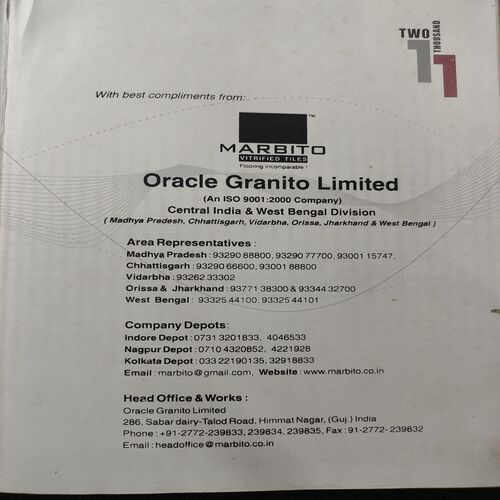 TWO
THOUSAND
11
With best compliments from:
™
MARBITO
VITRIFIED TILES
Flooring Incomparable !
Oracle Granito Limited
(An ISO 9001:2000 Company)
Central India & West Bengal Division
( Madhya Pradesh, Chhattisgarh, Vidarbha, Orissa, Jharkhand & West Bengal )
Area Representatives :
Madhya Pradesh : 93290 88800, 93290 77700, 93001 15747,
Chhattisgarh : 93290 66600, 93001 88800
Vidarbha : 93262 33302
Orissa & Jharkhand : 93771 38300 & 93344 32700
West Bengal : 93325 44100, 93325 44101
Company Depots:
Indore Depot : 0731 3201833, 4046533
Nagpur Depot : 0710 4320852, 4221928
Kolkata Depot : 033 22190135, 32918833
Email : marbito@gmail.com, Website : www.marbito.co.in
Head Office & Works :
Oracle Granito Limited
286, Sabar dairy-Talod Road, Himmat Nagar, (Guj.) India
Phone : +91-2772-239833, 239834, 239835, Fax : 91-2772-239832
Email : headoffice@marbito.co.in